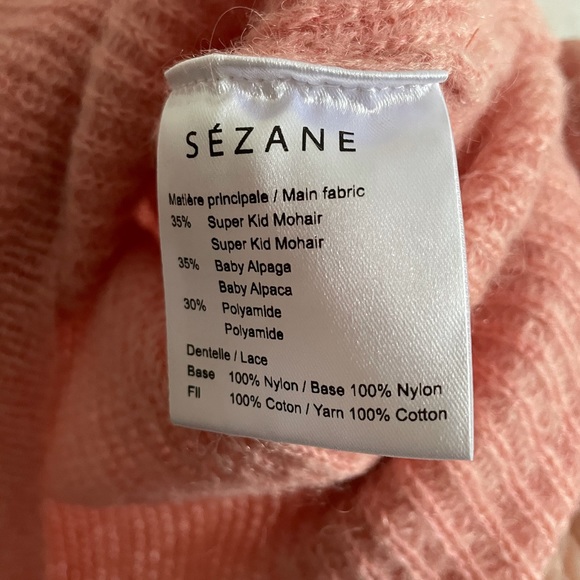 SÉZANE
Matière principale / Main fabric
35% Super Kid Mohair
Super Kid Mohair
35% Baby Alpaga
Baby Alpaca
30% Polyamide
Polyamide
Dentelle / Lace
Base 100% Nylon / Base 100% Nylon
Fil 100% Coton / Yarn 100% Cotton